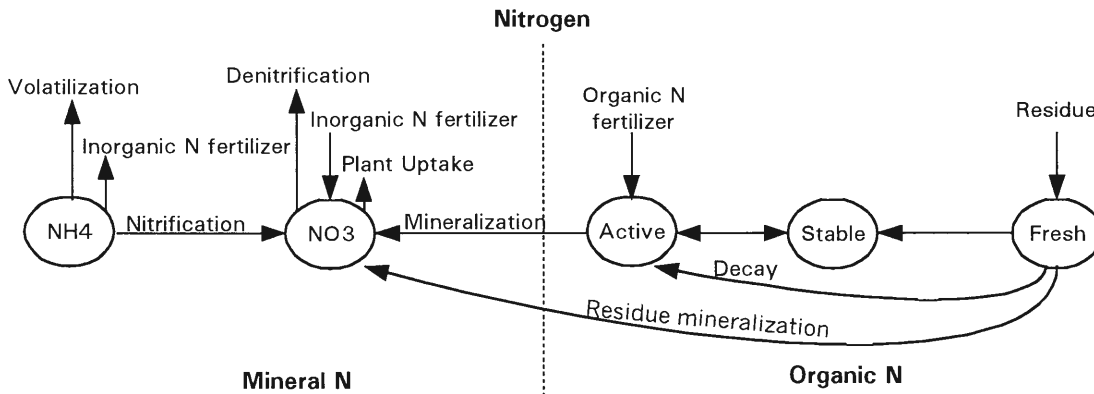 Nitrogen
Volatilization
Denitrification
Inorganic N fertilizer
Inorganic N fertilizer
Plant Uptake
Organic N
fertilizer
Residue
NH4
Nitrification
NO3
Mineralization
Active
Stable
Fresh
Decay
Residue mineralization
Mineral N
Organic N